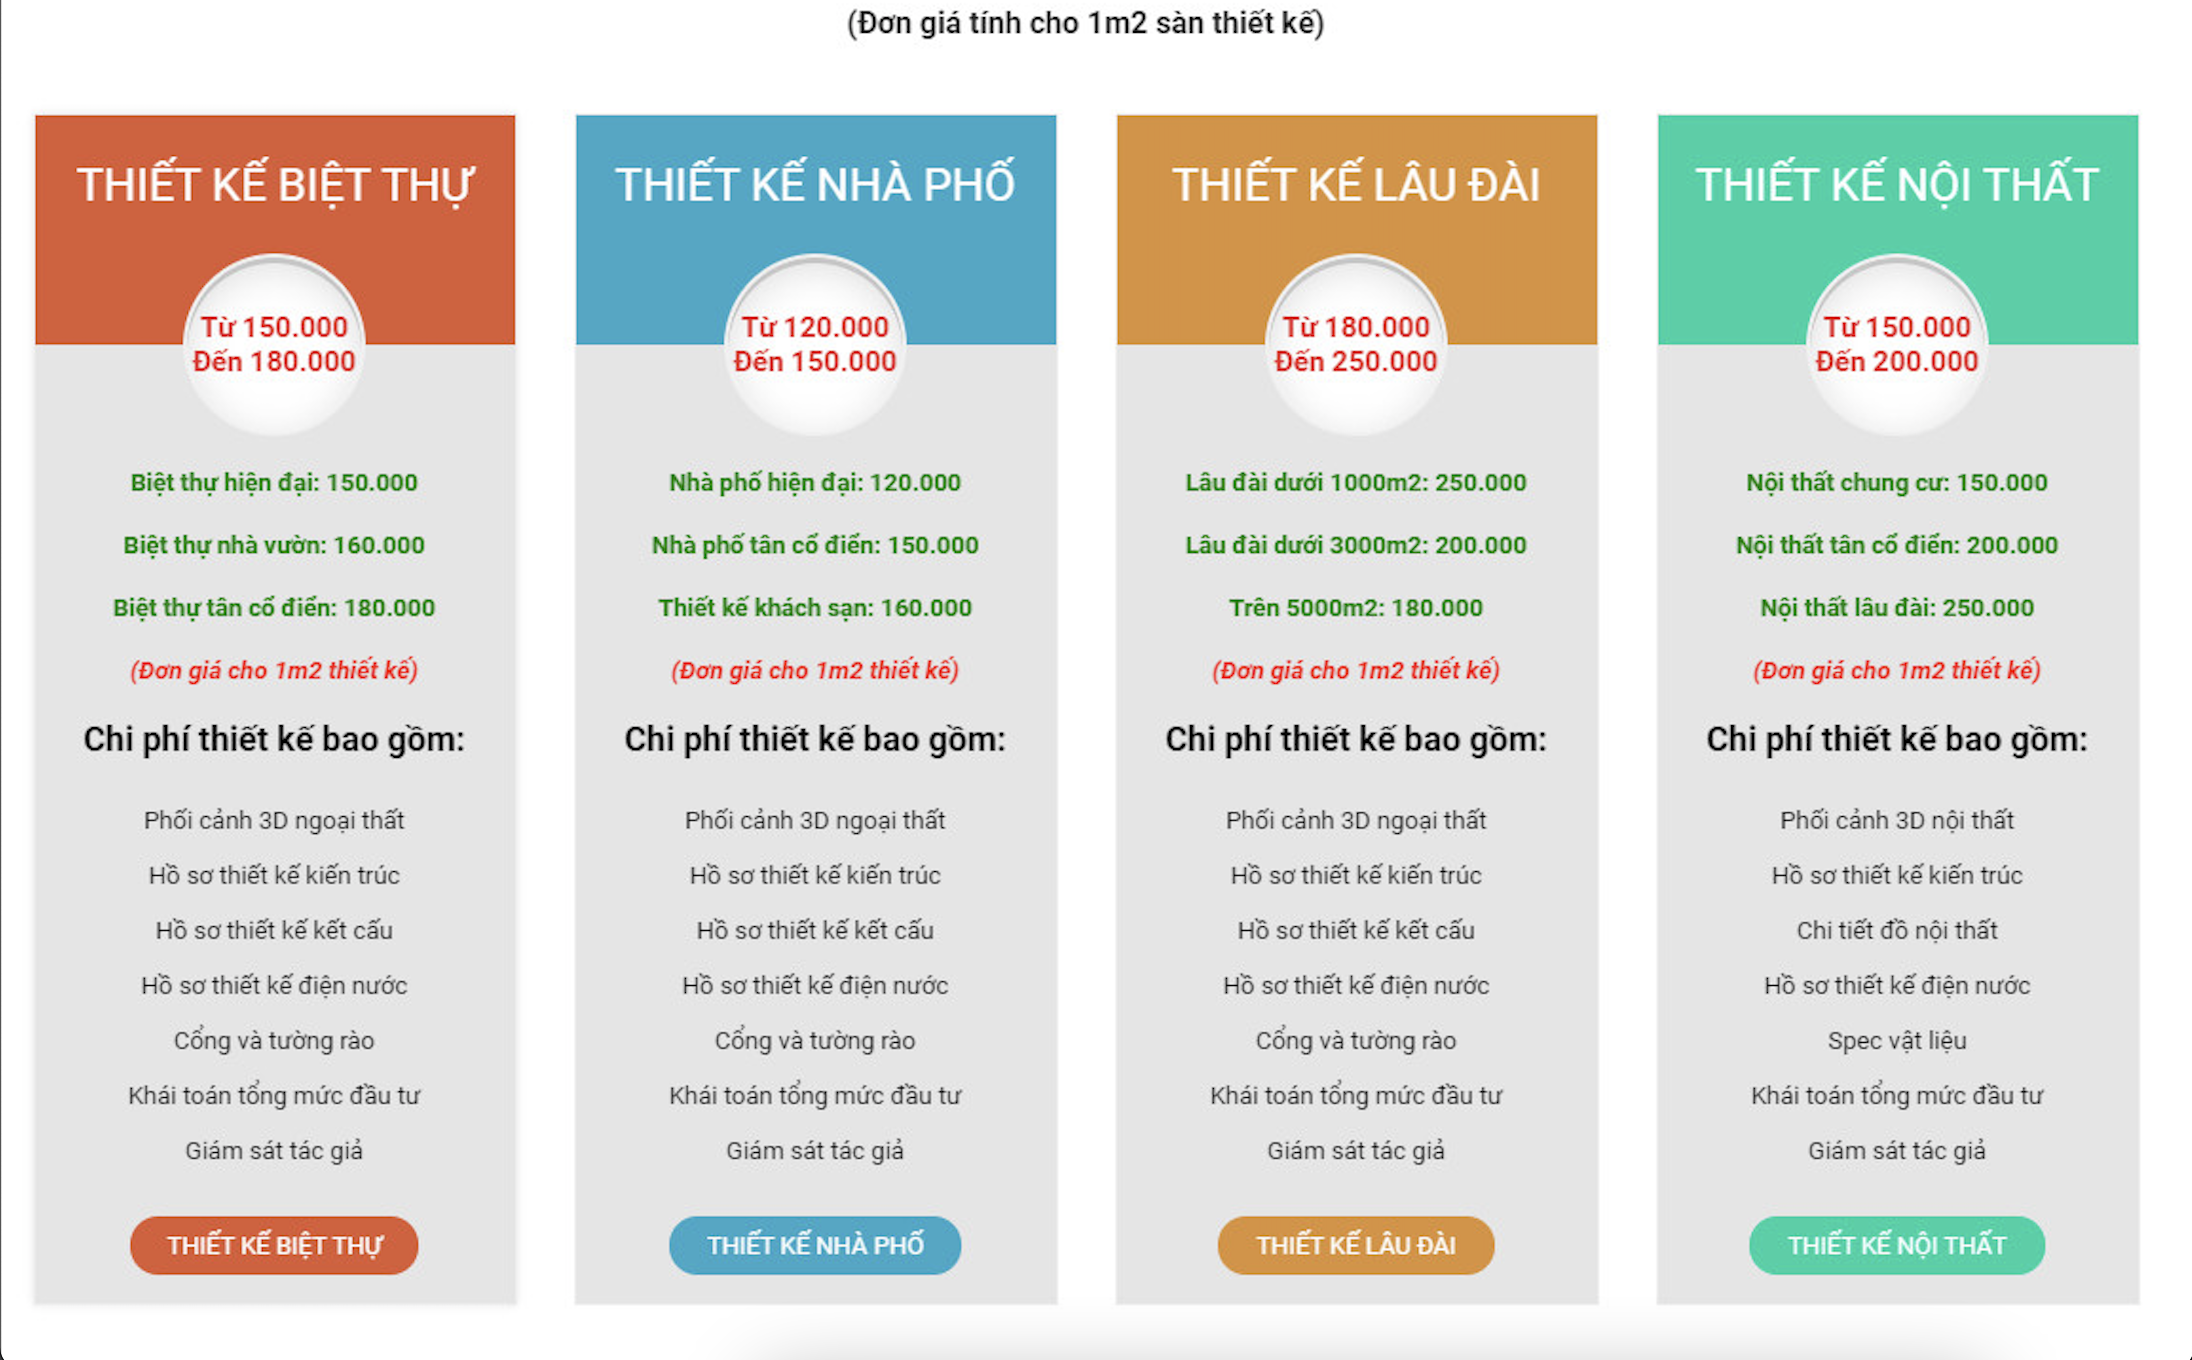 (Đơn giá tính cho 1m2 sàn thiết kế)
THIẾT KẾ BIỆT THỰ
Từ 150.000
Đến 180.000
Biệt thự hiện đại: 150.000
Biệt thự nhà vườn: 160.000
Biệt thự tân cổ điển: 180.000
(Đơn giá cho 1m2 thiết kế)
Chi phí thiết kế bao gồm:
Phối cảnh 3D ngoại thất
Hồ sơ thiết kế kiến trúc
Hồ sơ thiết kế kết cấu
Hồ sơ thiết kế điện nước
Cổng và tường rào
Khái toán tổng mức đầu tư
Giám sát tác giả
THIẾT KẾ BIỆT THỰ
THIẾT KẾ NHÀ PHỐ
Từ 120.000
Đến 150.000
Nhà phố hiện đại: 120.000
Nhà phố tân cổ điển: 150.000
Thiết kế khách sạn: 160.000
(Đơn giá cho 1m2 thiết kế)
Chi phí thiết kế bao gồm:
Phối cảnh 3D ngoại thất
Hồ sơ thiết kế kiến trúc
Hồ sơ thiết kế kết cấu
Hồ sơ thiết kế điện nước
Cổng và tường rào
Khái toán tổng mức đầu tư
Giám sát tác giả
THIẾT KẾ NHÀ PHỐ
THIẾT KẾ LÂU ĐÀI
Từ 180.000
Đến 250.000
Lâu đài dưới 1000m2: 250.000
Lâu đài dưới 3000m2: 200.000
Trên 5000m2: 180.000
(Đơn giá cho 1m2 thiết kế)
Chi phí thiết kế bao gồm:
Phối cảnh 3D ngoại thất
Hồ sơ thiết kế kiến trúc
Hồ sơ thiết kế kết cấu
Hồ sơ thiết kế điện nước
Cổng và tường rào
Khái toán tổng mức đầu tư
Giám sát tác giả
THIẾT KẾ LÂU ĐÀI
THIẾT KẾ NỘI THẤT
Từ 150.000
Đến 200.000
Nội thất chung cư: 150.000
Nội thất tân cổ điển: 200.000
Nội thất lâu đài: 250.000
(Đơn giá cho 1m2 thiết kế)
Chi phí thiết kế bao gồm:
Phối cảnh 3D nội thất
Hồ sơ thiết kế kiến trúc
Chi tiết đồ nội thất
Hồ sơ thiết kế điện nước
Spec vật liệu
Khái toán tổng mức đầu tư
Giám sát tác giả
THIẾT KẾ NỘI THẤT